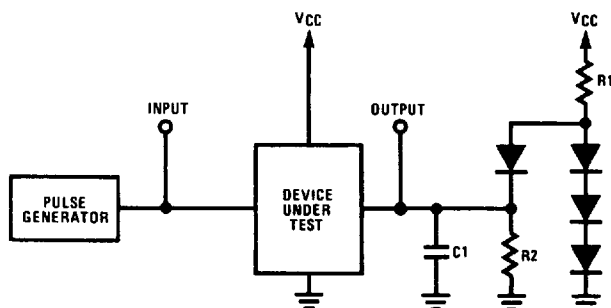 VCC
VCC
R1
INPUT
OUTPUT
PULSE
GENERATOR
DEVICE
UNDER
TEST
C1
R2